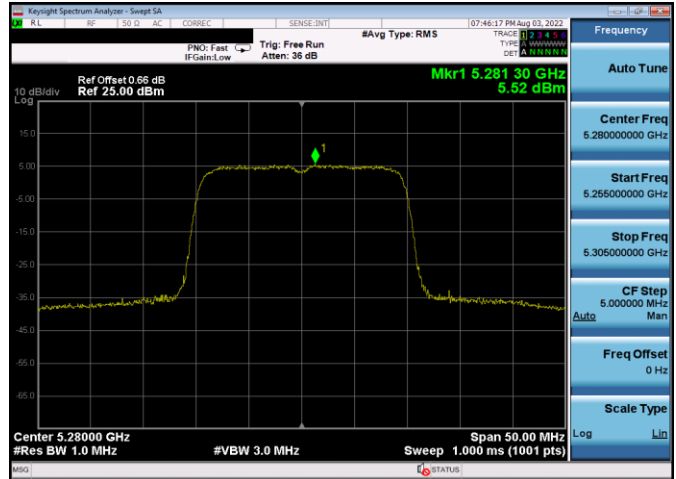 Keysight Spectrum Analyzer - Swept SA
RL RF 50 Ω AC CORREC SENSE:INT 07:46:17 PM Aug 03, 2022
#Avg Type: RMS
TRACE 1 2 3 4 5 6
TYPE A WWWWW
DET A N N N N N
PNO: Fast
IFGain:Low
Trig: Free Run
Atten: 36 dB
Frequency
Auto Tune
Center Freq
5.280000000 GHz
Start Freq
5.255000000 GHz
Stop Freq
5.305000000 GHz
CF Step
5.000000 MHz
Auto Man
Freq Offset
0 Hz
Scale Type
Log Lin
Mkr1 5.281 30 GHz
5.52 dBm
Ref Offset 0.66 dB
10 dB/div Ref 25.00 dBm
Log
15.0
5.00
-5.00
-15.0
-25.0
-35.0
-45.0
-55.0
-65.0
1
Center 5.28000 GHz Span 50.00 MHz
#Res BW 1.0 MHz #VBW 3.0 MHz Sweep 1.000 ms (1001 pts)
MSG STATUS